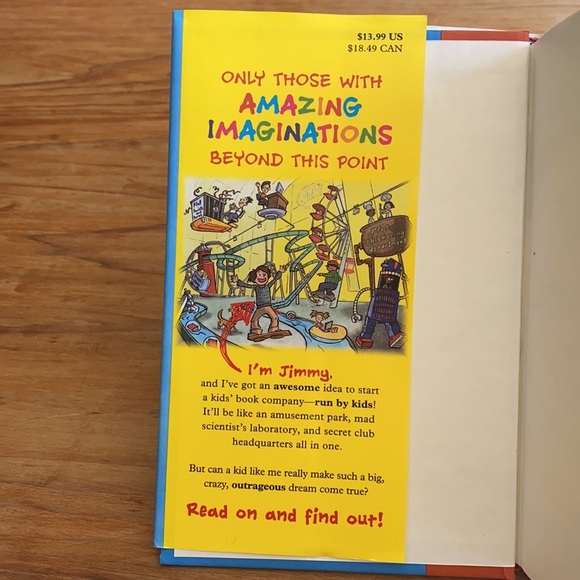 $13.99 US
$18.49 CAN
ONLY THOSE WITH
AMAZING
IMAGINATIONS
BEYOND THIS POINT
I'm Jimmy,
and I've got an awesome idea to start
a kids' book company—run by kids!
It'll be like an amusement park, mad
scientist's laboratory, and secret club
headquarters all in one.
But can a kid like me really make such a big,
crazy, outrageous dream come true?
Read on and find out!